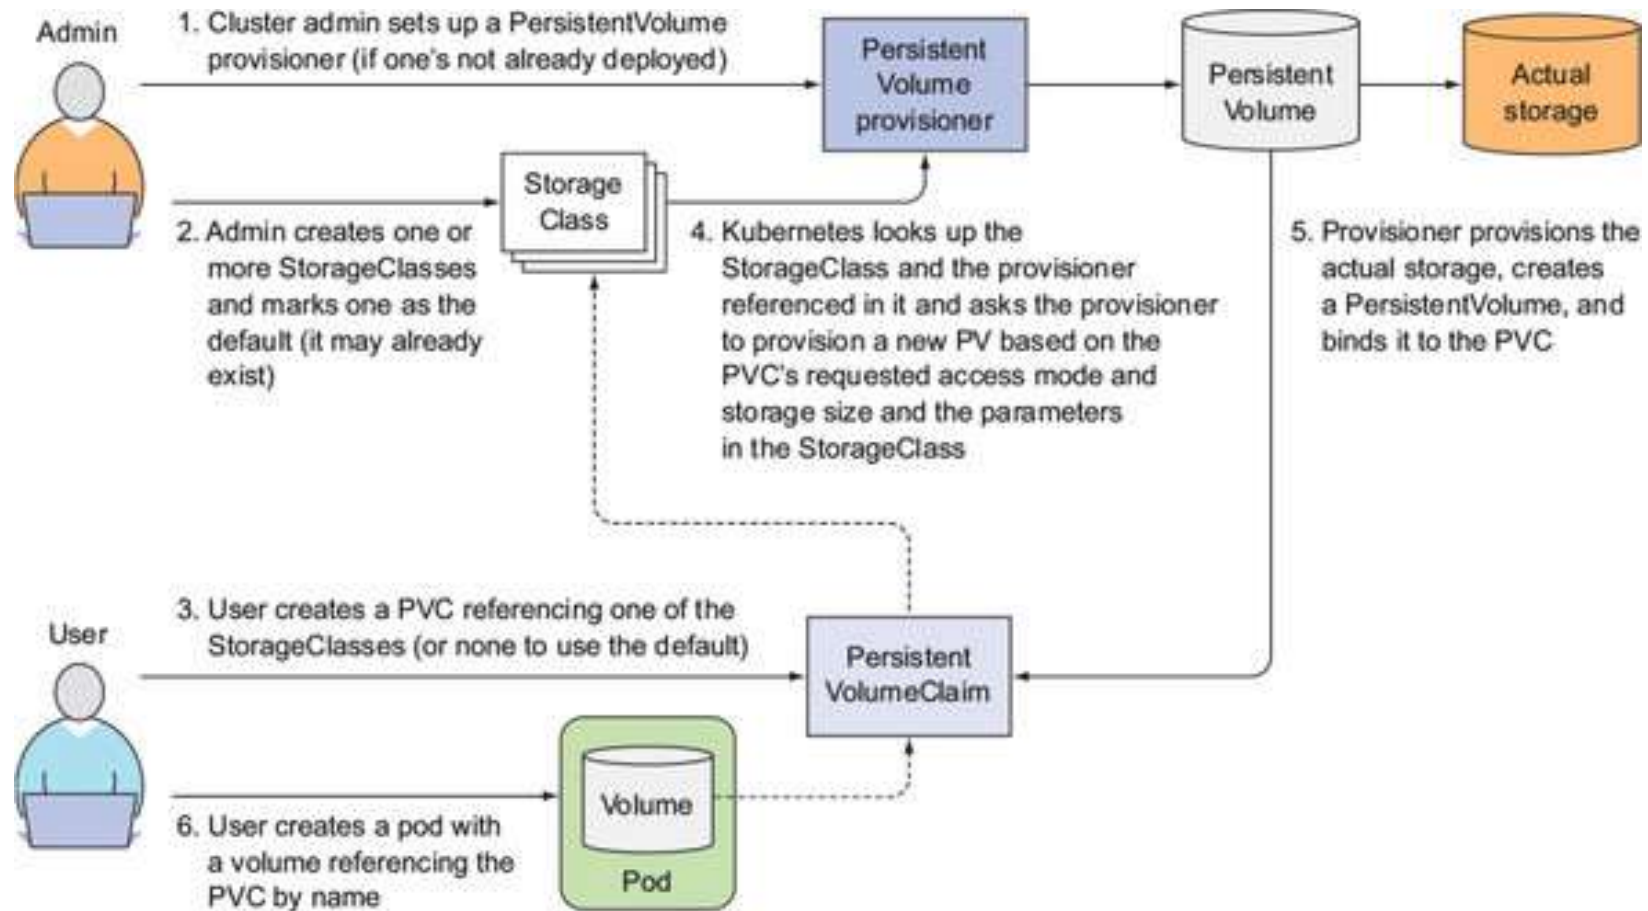 Admin
1. Cluster admin sets up a PersistentVolume
provisioner (if one's not already deployed)
Persistent
Volume
provisioner
Persistent
Volume
Actual
storage
Storage
Class
2. Admin creates one or
more StorageClasses
and marks one as the
default (it may already
exist)
4. Kubernetes looks up the
StorageClass and the provisioner
referenced in it and asks the provisioner
to provision a new PV based on the
PVC's requested access mode and
storage size and the parameters
in the StorageClass
5. Provisioner provisions the
actual storage, creates
a PersistentVolume, and
binds it to the PVC
User
3. User creates a PVC referencing one of the
StorageClasses (or none to use the default)
Persistent
VolumeClaim
Volume
Pod
6. User creates a pod with
a volume referencing the
PVC by name